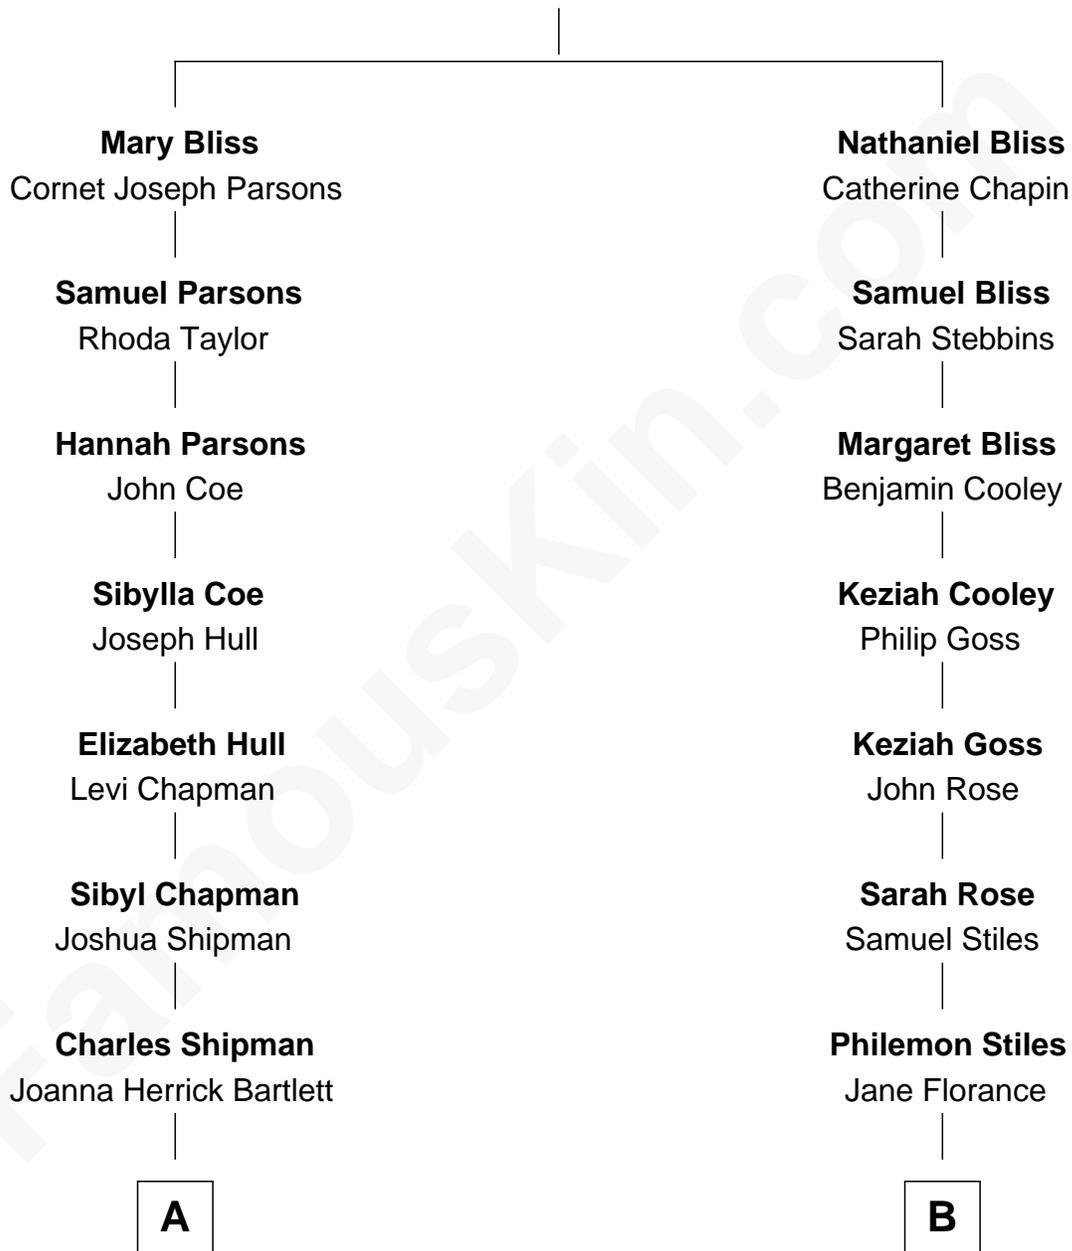 Mary Bliss
Cornet Joseph Parsons
Samuel Parsons
Rhoda Taylor
Hannah Parsons
John Coe
Sibylla Coe
Joseph Hull
Elizabeth Hull
Levi Chapman
Sibyl Chapman
Joshua Shipman
Charles Shipman
Joanna Herrick Bartlett
A
Nathaniel Bliss
Catherine Chapin
Samuel Bliss
Sarah Stebbins
Margaret Bliss
Benjamin Cooley
Keziah Cooley
Philip Goss
Keziah Goss
John Rose
Sarah Rose
Samuel Stiles
Philemon Stiles
Jane Florance
B
FamousKin.com